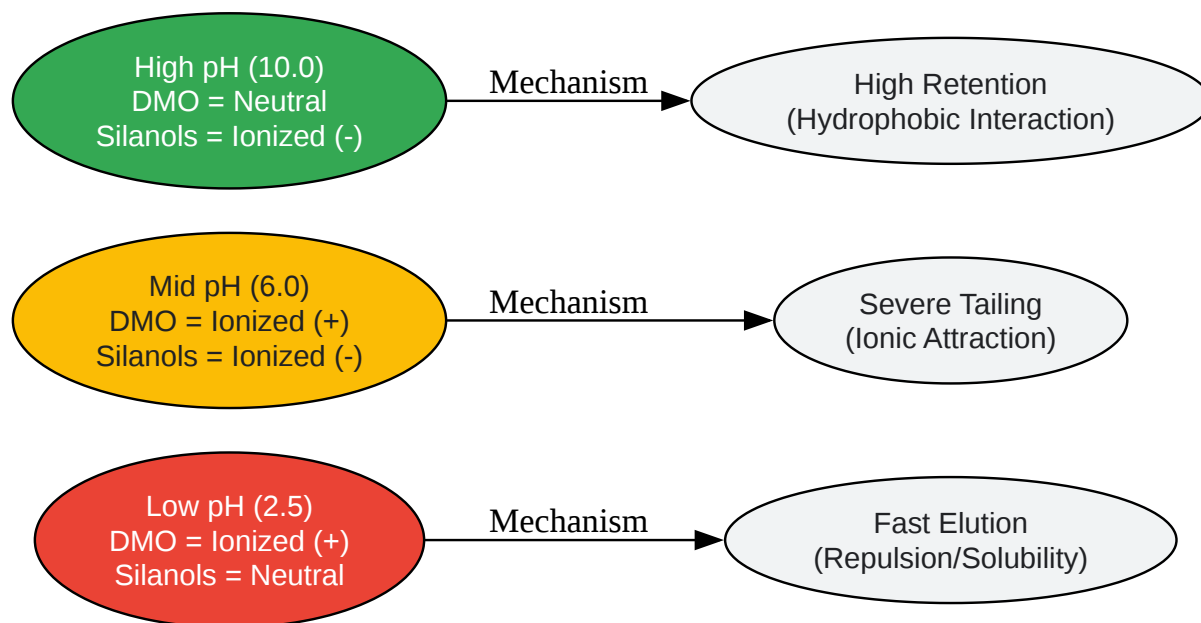 High pH (10.0)
DMO = Neutral
Silanols = Ionized (-)
Mechanism
High Retention
(Hydrophobic Interaction)
Mid pH (6.0)
DMO = Ionized (+)
Silanols = Ionized (-)
Mechanism
Severe Tailing
(Ionic Attraction)
Low pH (2.5)
DMO = Ionized (+)
Silanols = Neutral
Mechanism
Fast Elution
(Repulsion/Solubility)